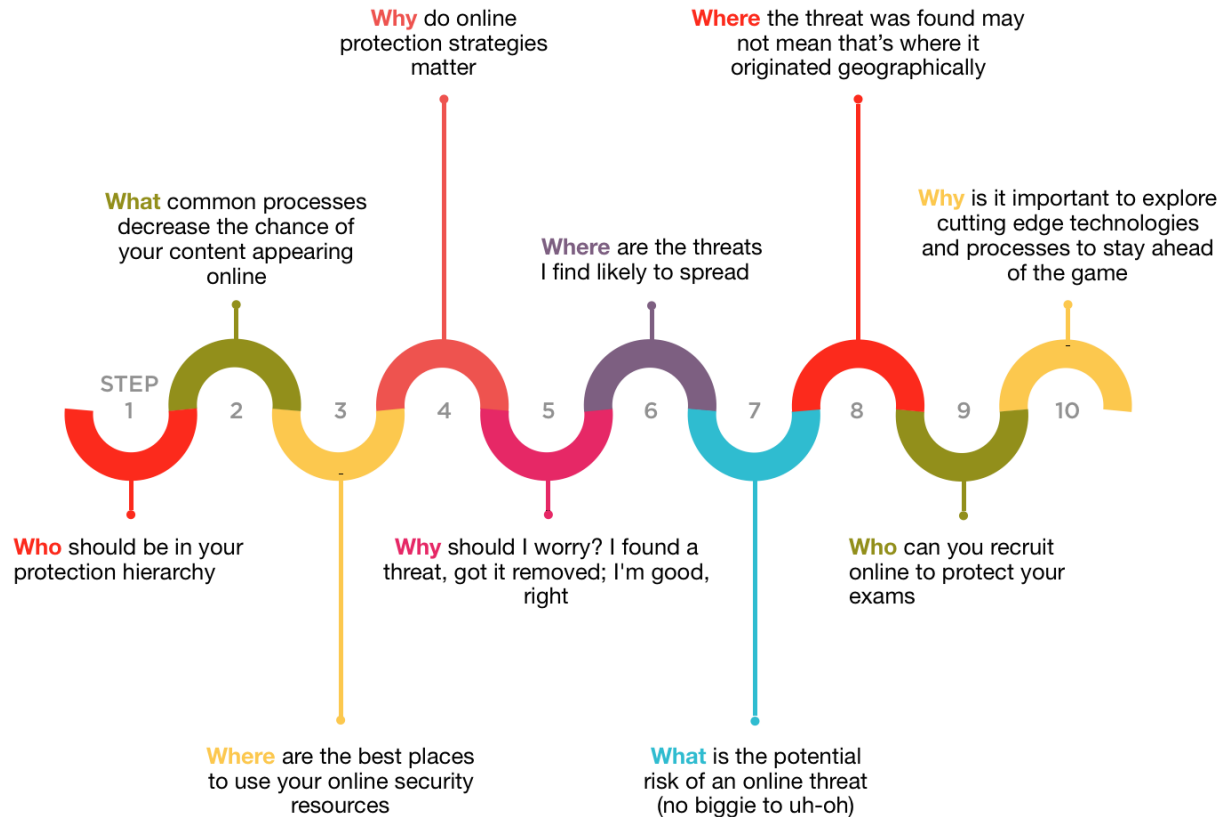 Why do online
protection strategies
matter
Where the threat was found may
not mean that’s where it
originated geographically
What common processes
decrease the chance of
your content appearing
online
Where are the threats
I find likely to spread
Why is it important to explore
cutting edge technologies
and processes to stay ahead
of the game
STEP
1
2
3
4
5
6
7
8
9
10
Who should be in your
protection hierarchy
Why should I worry? I found a
threat, got it removed; I'm good,
right
Who can you recruit
online to protect your
exams
Where are the best places
to use your online security
resources
What is the potential
risk of an online threat
(no biggie to uh-oh)